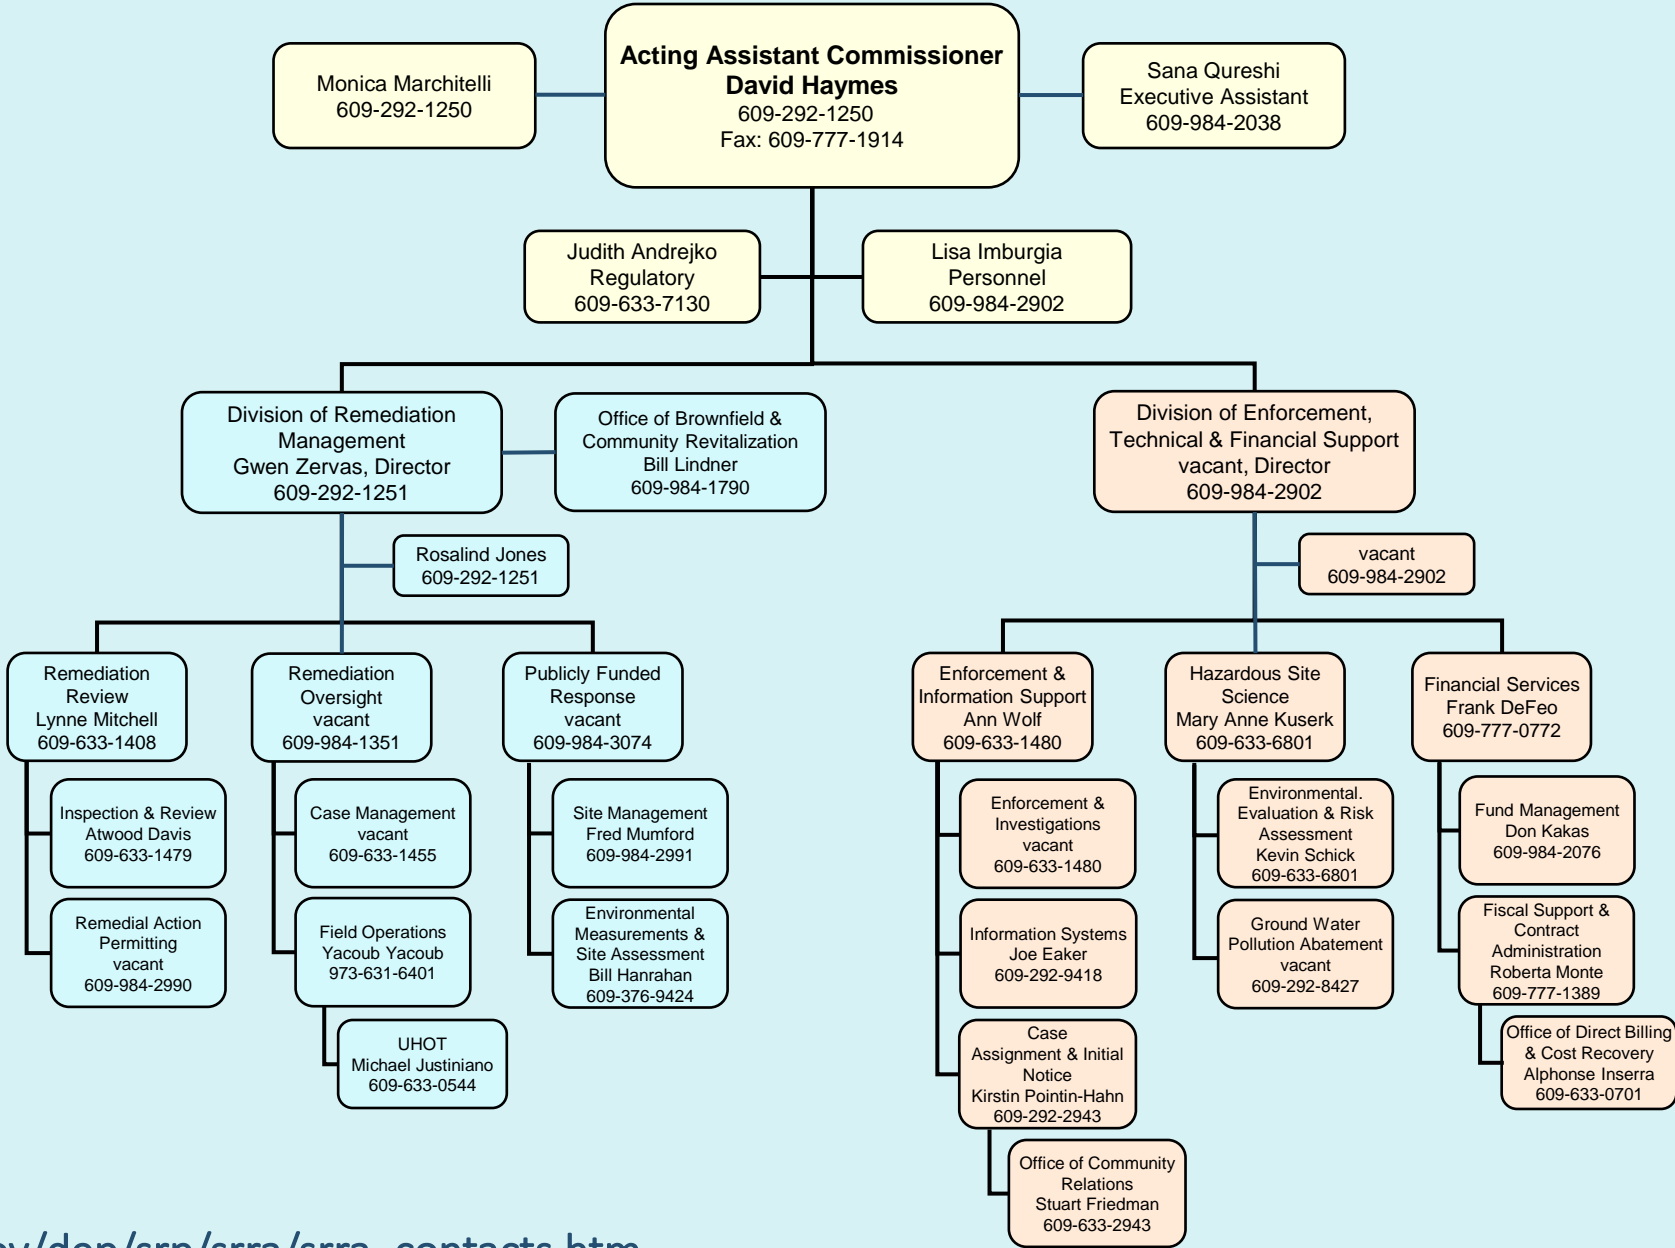 Acting Assistant Commissioner
David Haymes
609-292-1250
Fax: 609-777-1914
Monica Marchitelli
609-292-1250
Sana Qureshi
Executive Assistant
609-984-2038
Judith Andrejko
Regulatory
609-633-7130
Lisa Imburgia
Personnel
609-984-2902
Division of Remediation
Management
Gwen Zervas, Director
609-292-1251
Office of Brownfield &
Community Revitalization
Bill Lindner
609-984-1790
Division of Enforcement,
Technical & Financial Support
vacant, Director
609-984-2902
Rosalind Jones
609-292-1251
vacant
609-984-2902
Remediation
Review
Lynne Mitchell
609-633-1408
Remediation
Oversight
vacant
609-984-1351
Publicly Funded
Response
vacant
609-984-3074
Enforcement &
Information Support
Ann Wolf
609-633-1480
Hazardous Site
Science
Mary Anne Kuserk
609-633-6801
Financial Services
Frank DeFeo
609-777-0772
Inspection & Review
Atwood Davis
609-633-1479
Case Management
vacant
609-633-1455
Site Management
Fred Mumford
609-984-2991
Enforcement &
Investigations
vacant
609-633-1480
Environmental.
Evaluation & Risk
Assessment
Kevin Schick
609-633-6801
Fund Management
Don Kakas
609-984-2076
Remedial Action
Permitting
vacant
609-984-2990
Field Operations
Yacoub Yacoub
973-631-6401
Environmental
Measurements &
Site Assessment
Bill Hanrahan
609-376-9424
Information Systems
Joe Eaker
609-292-9418
Ground Water
Pollution Abatement
vacant
609-292-8427
Fiscal Support &
Contract
Administration
Roberta Monte
609-777-1389
UHOT
Michael Justiniano
609-633-0544
Case
Assignment & Initial
Notice
Kirstin Pointin-Hahn
609-292-2943
Office of Direct Billing
& Cost Recovery
Alphonse Inserra
609-633-0701
Office of Community
Relations
Stuart Friedman
609-633-2943
/dep/srp/srra/srra_contacts.htm